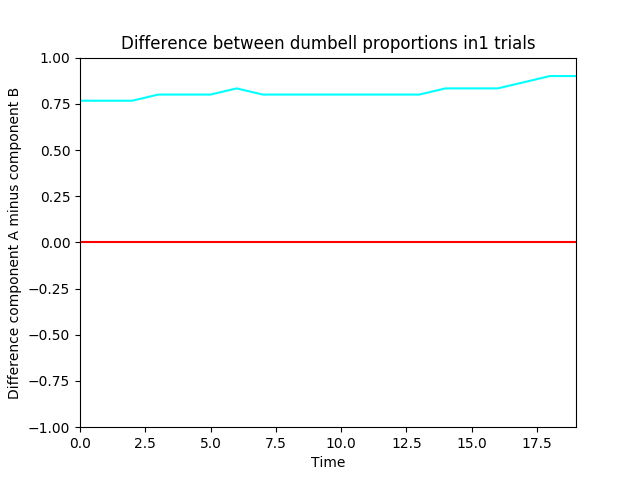 Difference between dumbell proportions in1 trials
Difference component A minus component B
1.00
0.75
0.50
0.25
0.00
−0.25
−0.50
−0.75
−1.00
0.0 2.5 5.0 7.5 10.0 12.5 15.0 17.5
Time